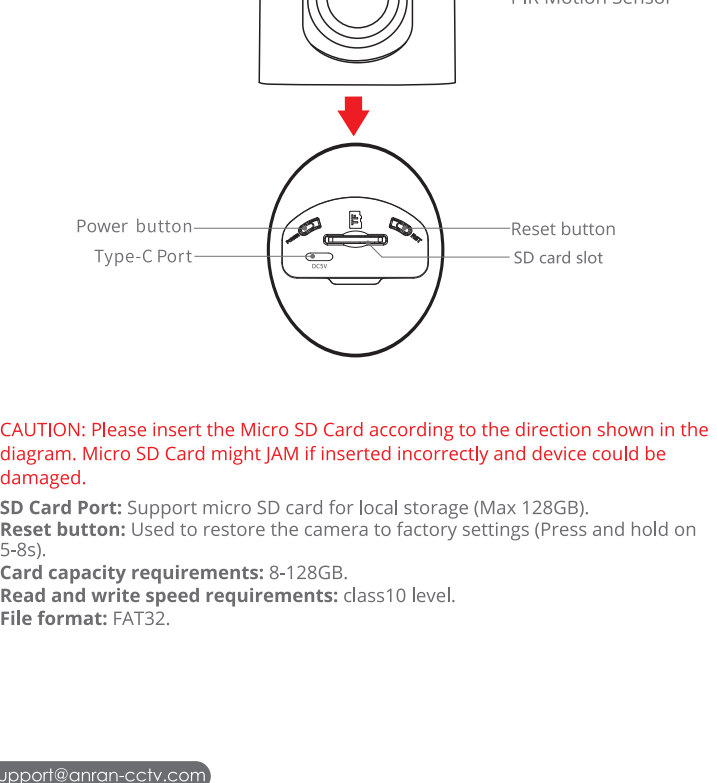 PIR Motion Sensor
Power button
Reset button
Type-C Port
SD card slot
TF
POWER
RESET
DC5V
CAUTION: Please insert the Micro SD Card according to the direction shown in the
diagram. Micro SD Card might JAM if inserted incorrectly and device could be
damaged.
SD Card Port: Support micro SD card for local storage (Max 128GB).
Reset button: Used to restore the camera to factory settings (Press and hold on
5-8s).
Card capacity requirements: 8-128GB.
Read and write speed requirements: class10 level.
File format: FAT32.
upport@anran-cctv.com